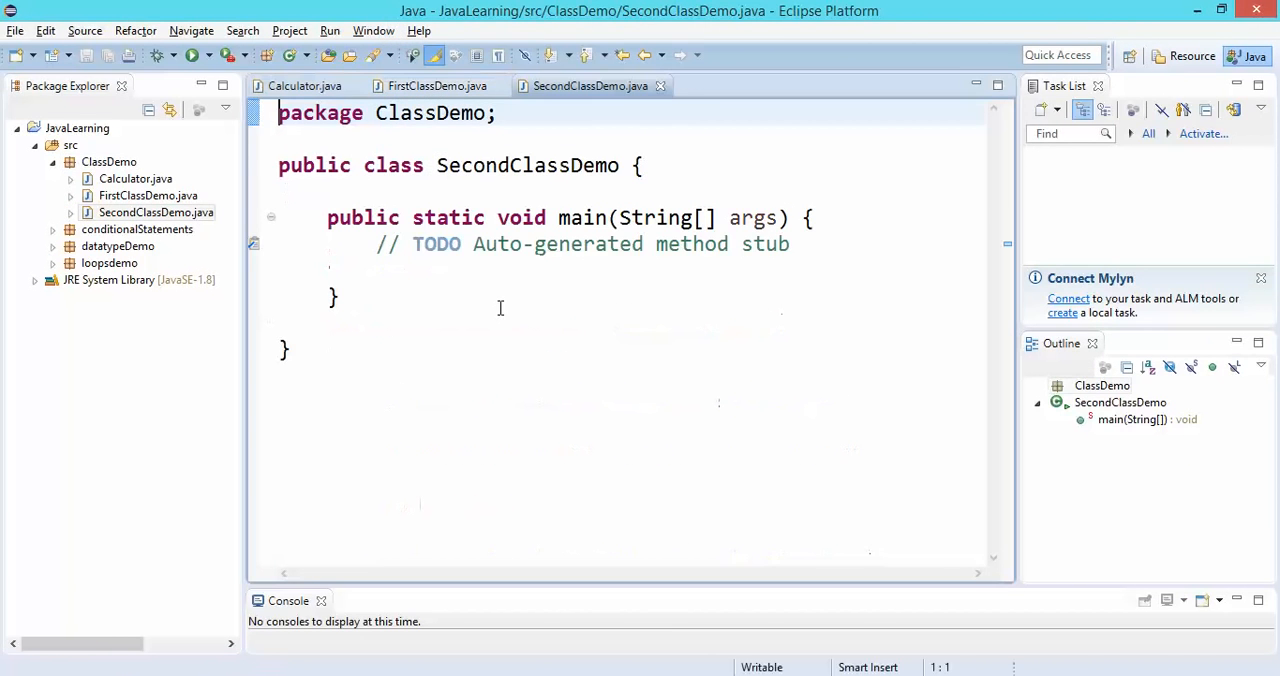 Java - JavaLearning/src/ClassDemo/SecondClassDemo.java - Eclipse Platform
File Edit Source Refactor Navigate Search Project Run Window Help
Quick Access Resource Java
Package Explorer
JavaLearning
src
ClassDemo
Calculator.java
FirstClassDemo.java
SecondClassDemo.java
conditionalStatements
datatypeDemo
loopsdemo
JRE System Library [JavaSE-1.8]
Calculator.java FirstClassDemo.java SecondClassDemo.java
package ClassDemo;
public class SecondClassDemo {
public static void main(String[] args) {
// TODO Auto-generated method stub
}
}
Task List
Find All Activate...
Connect Mylyn
Connect to your task and ALM tools or
create a local task.
Outline
ClassDemo
SecondClassDemo
main(String[]) : void
Console
No consoles to display at this time.
Writable Smart Insert 1 : 1